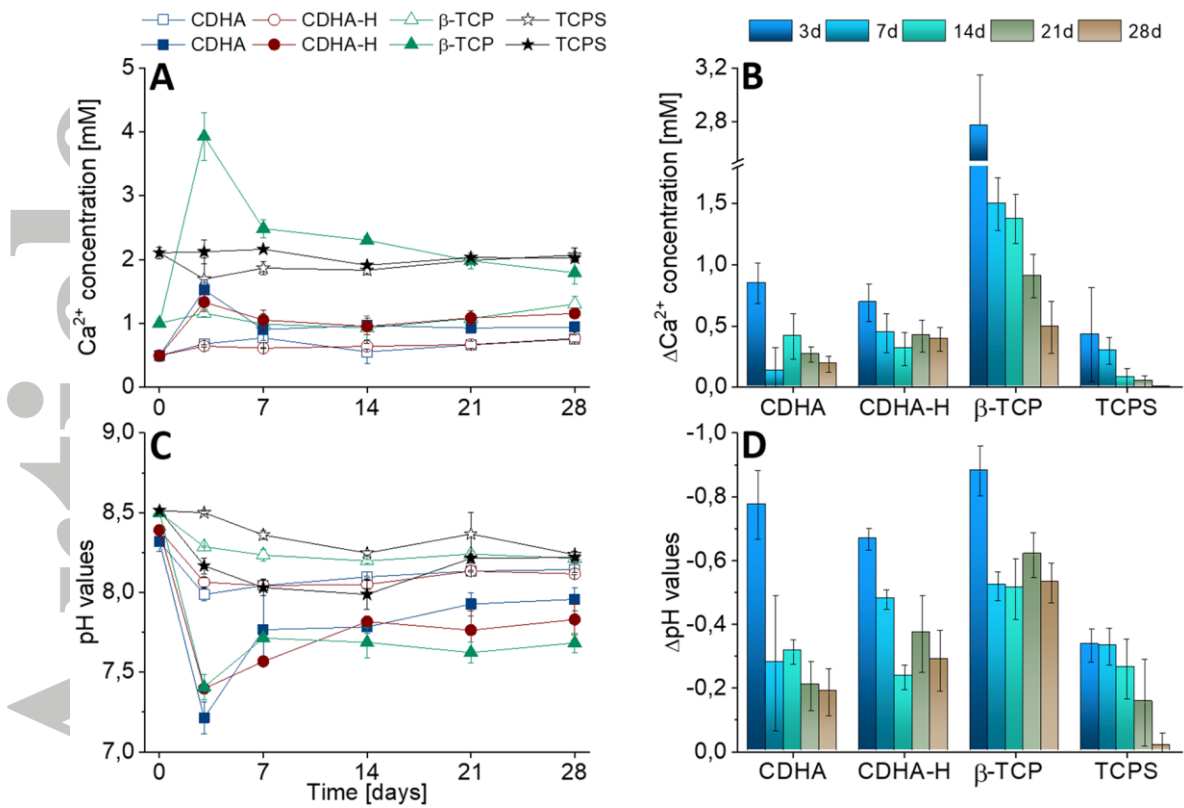 CDHA CDHA-H β-TCP TCPS
CDHA CDHA-H β-TCP TCPS
3d 7d 14d 21d 28d
A
Ca²⁺ concentration [mM]
5
4
3
2
1
0
0 7 14 21 28
B
ΔCa²⁺ concentration [mM]
3,2
2,8
1,5
1,0
0,5
0,0
CDHA CDHA-H β-TCP TCPS
C
pH values
9,0
8,5
8,0
7,5
7,0
0 7 14 21 28
Time [days]
D
ΔpH values
-1,0
-0,8
-0,6
-0,4
-0,2
0,0
CDHA CDHA-H β-TCP TCPS